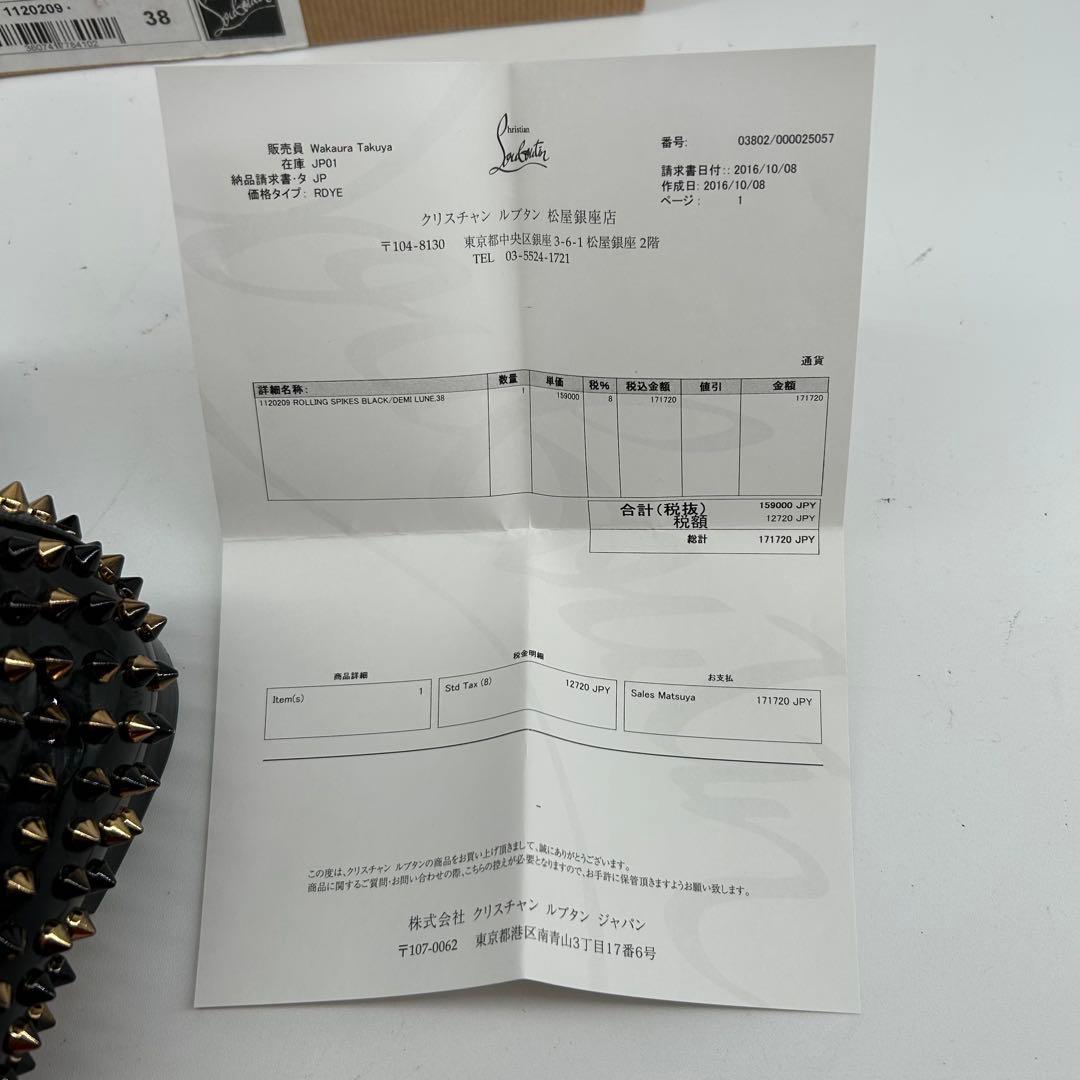 1120209 -
38
3607417784102
Christian
Louboutin
販売員 Wakaura Takuya
在庫 JP01
納品請求書・タ JP
価格タイプ: RDYE
番号: 03802/000025057
請求書日付:: 2016/10/08
作成日: 2016/10/08
ページ: 1
クリスチャン ルブタン 松屋銀座店
〒104-8130 東京都中央区銀座3-6-1 松屋銀座 2階
TEL 03-5524-1721
通貨
詳細名称: 数量 単価 税% 税込金額 値引 金額
1120209 ROLLING SPIKES BLACK/DEMI LUNE,38 1 159000 8 171720 171720
合計(税抜) 159000 JPY
税額 12720 JPY
総計 171720 JPY
商品詳細 税金明細 お支払
Item(s) 1 Std Tax (8) 12720 JPY Sales Matsuya 171720 JPY
この度は、クリスチャン ルブタンの商品をお買い上げ頂きまして、誠にありがとうございます。
商品に関するご質問・お問い合わせの際、こちらの控えが必要となりますので、お手許に保管頂きますようお願い致します。
株式会社 クリスチャン ルブタン ジャパン
〒107-0062 東京都港区南青山3丁目17番6号